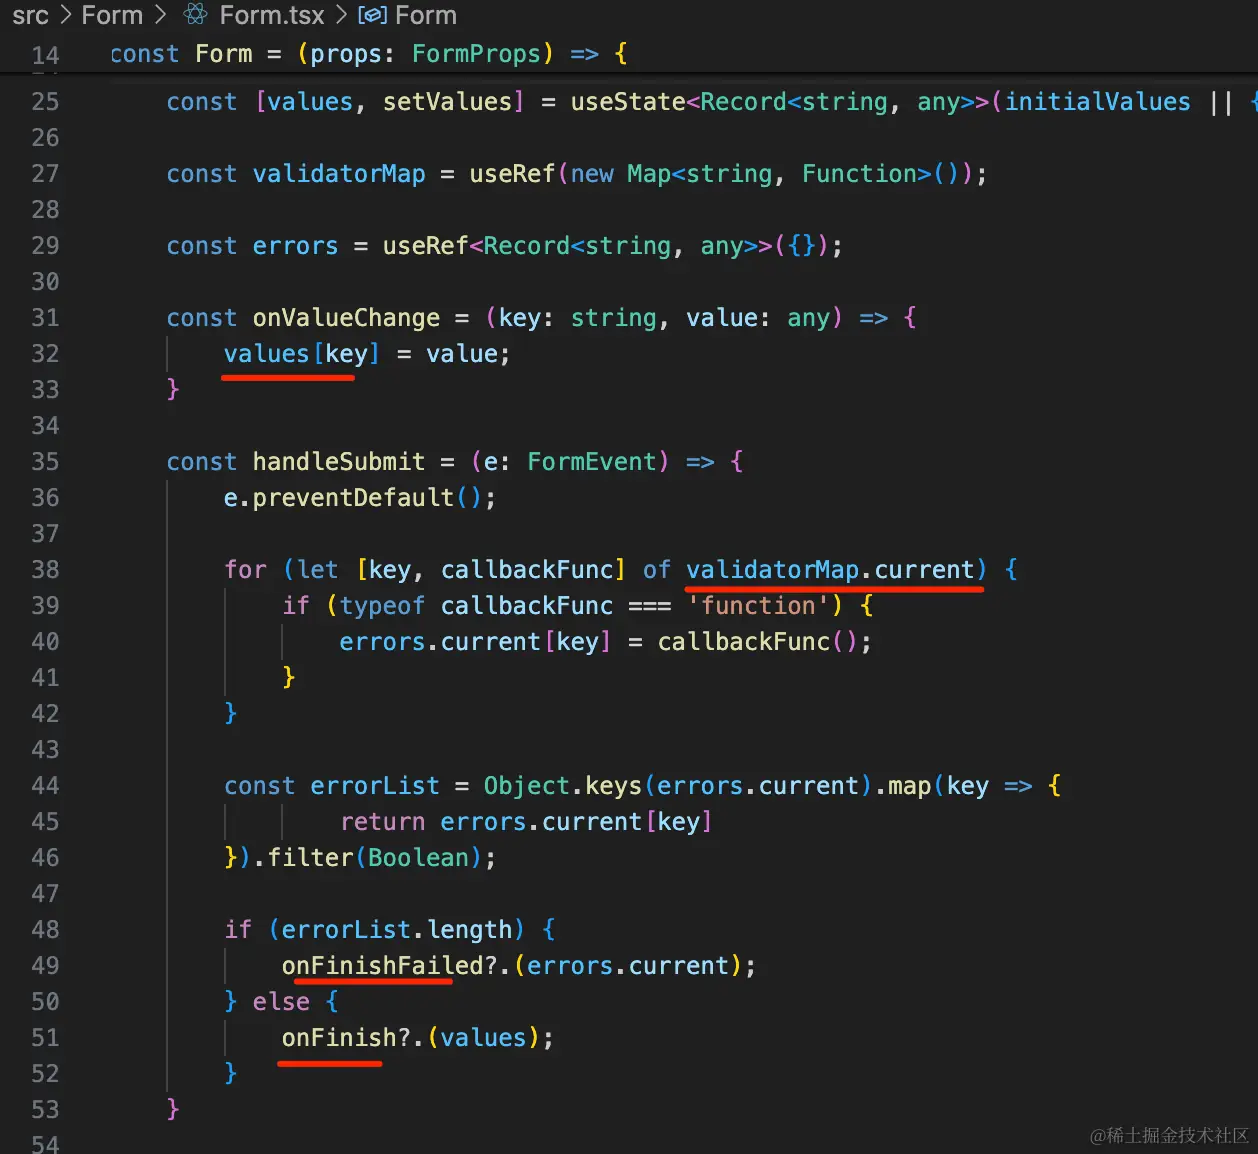 src > Form > Form.tsx > Form
14 const Form = (props: FormProps) => {
25 const [values, setValues] = useState<Record<string, any>>(initialValues || {
26
27 const validatorMap = useRef(new Map<string, Function>());
28
29 const errors = useRef<Record<string, any>>({});
30
31 const onValueChange = (key: string, value: any) => {
32 values[key] = value;
33 }
34
35 const handleSubmit = (e: FormEvent) => {
36 e.preventDefault();
37
38 for (let [key, callbackFunc] of validatorMap.current) {
39 if (typeof callbackFunc === 'function') {
40 errors.current[key] = callbackFunc();
41 }
42 }
43
44 const errorList = Object.keys(errors.current).map(key => {
45 return errors.current[key]
46 }).filter(Boolean);
47
48 if (errorList.length) {
49 onFinishFailed?.(errors.current);
50 } else {
51 onFinish?.(values);
52 }
53 }
54
@稀土掘金技术社区